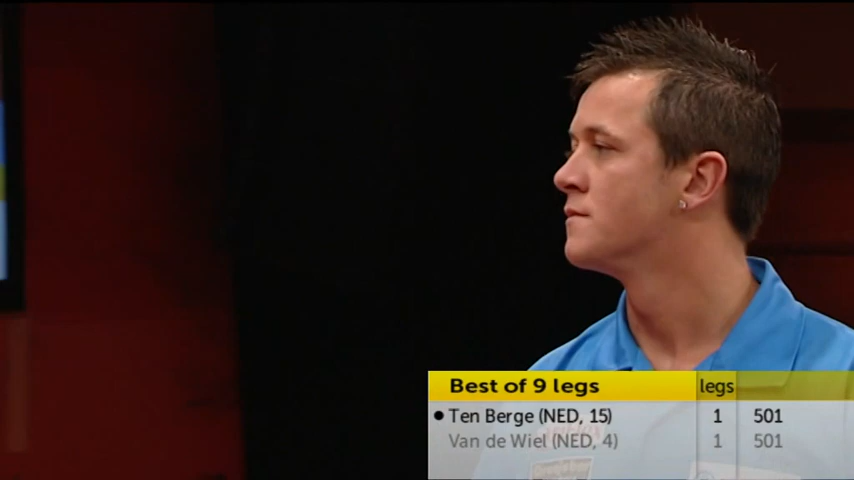 Best of 9 legs legs
Ten Berge (NED, 15) 1 501
Van de Wiel (NED, 4) 1 501